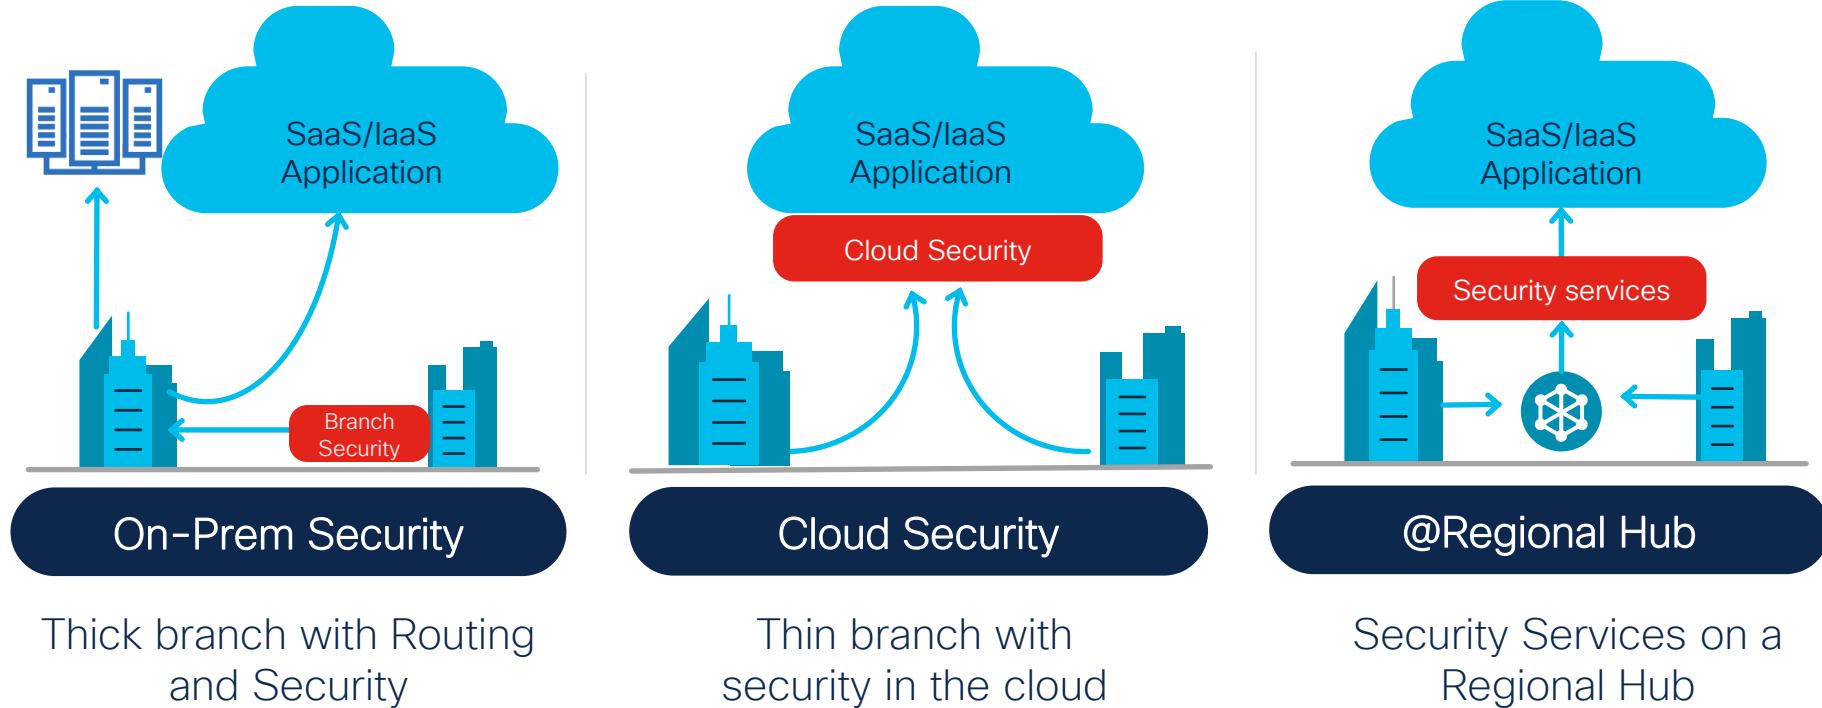 SaaS/IaaS
Application
Branch
Security
On-Prem Security
Thick branch with Routing
and Security
SaaS/IaaS
Application
Cloud Security
Cloud Security
Thin branch with
security in the cloud
SaaS/IaaS
Application
Security services
@Regional Hub
Security Services on a
Regional Hub